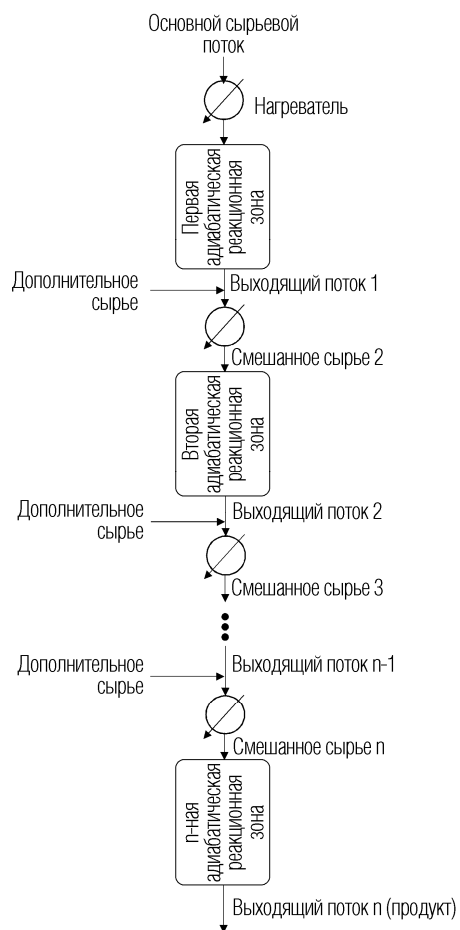 Основной сырьевой
поток
Нагреватель
Первая
адиабатическая
реакционная
зона
Дополнительное
сырье
Выходящий поток 1
Смешанное сырье 2
Вторая
адиабатическая
реакционная
зона
Дополнительное
сырье
Выходящий поток 2
Смешанное сырье 3
Дополнительное
сырье
Выходящий поток n-1
Смешанное сырье n
n-ная
адиабатическая
реакционная
зона
Выходящий поток n (продукт)